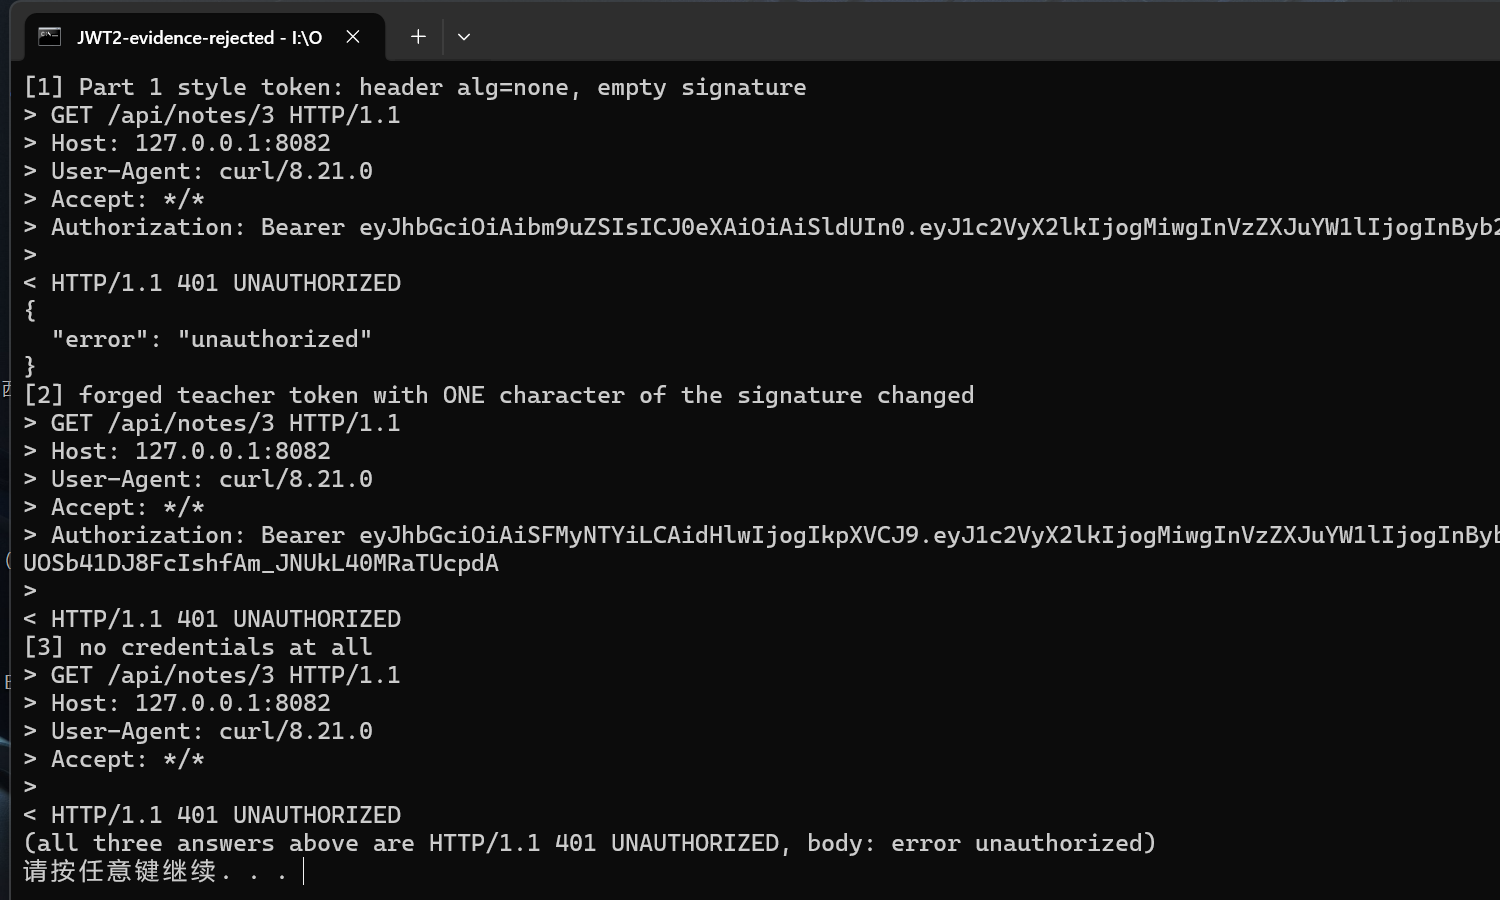 JWT2-evidence-rejected - I:\O
[1] Part 1 style token: header alg=none, empty signature
> GET /api/notes/3 HTTP/1.1
> Host: 127.0.0.1:8082
> User-Agent: curl/8.21.0
> Accept: */*
> Authorization: Bearer eyJhbGciOiAibm9uZSIsICJ0eXAiOiAiSldUIn0.eyJ1c2VyX2lkIjogMiwgInVzZXJuYW1lIjogInByb2
>
< HTTP/1.1 401 UNAUTHORIZED
{
  "error": "unauthorized"
}
[2] forged teacher token with ONE character of the signature changed
> GET /api/notes/3 HTTP/1.1
> Host: 127.0.0.1:8082
> User-Agent: curl/8.21.0
> Accept: */*
> Authorization: Bearer eyJhbGciOiAiSFMyNTYiLCAidHlwIjogIkpXVCJ9.eyJ1c2VyX2lkIjogMiwgInVzZXJuYW1lIjogInByb
UOSb41DJ8FcIshfAm_JNUkL40MRaTUcpdA
>
< HTTP/1.1 401 UNAUTHORIZED
[3] no credentials at all
> GET /api/notes/3 HTTP/1.1
> Host: 127.0.0.1:8082
> User-Agent: curl/8.21.0
> Accept: */*
>
< HTTP/1.1 401 UNAUTHORIZED
(all three answers above are HTTP/1.1 401 UNAUTHORIZED, body: error unauthorized)
请按任意键继续. . .